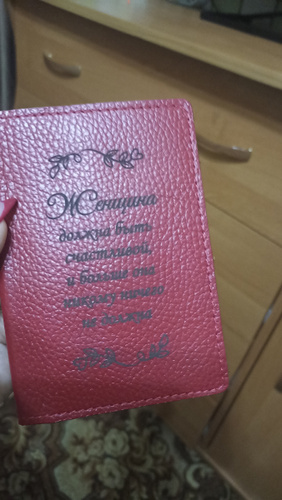 Женщина
должна быть
счастливой,
и больше она
никому ничего
не должна